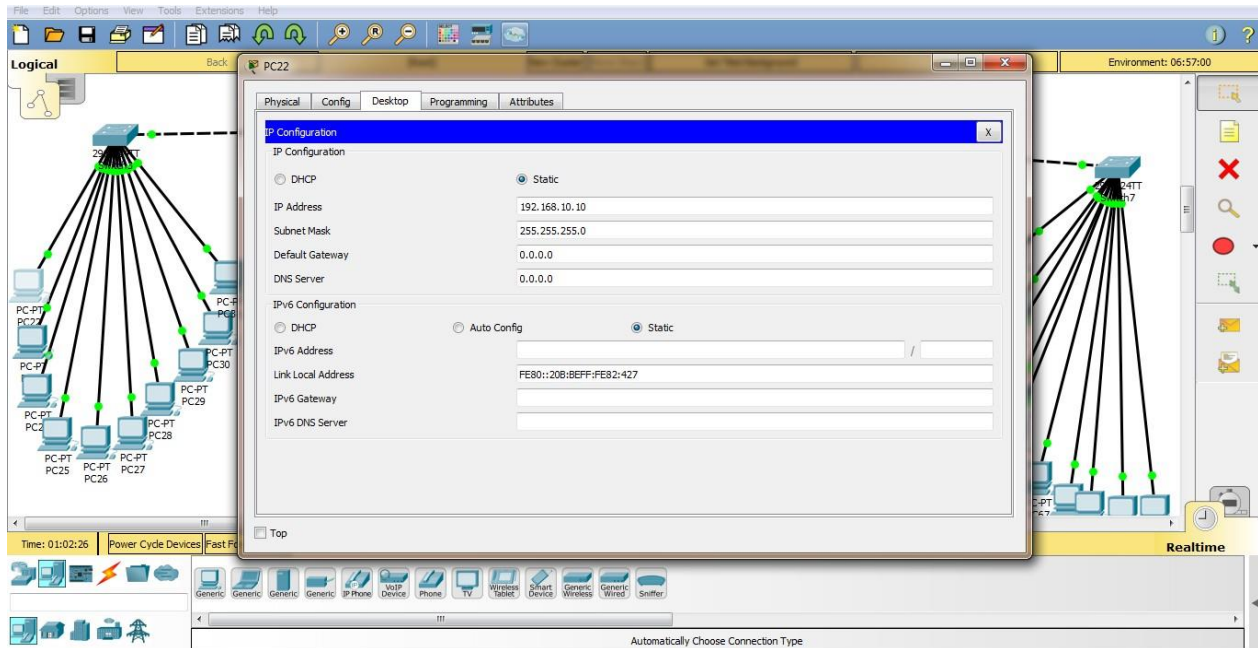 File Edit Options View Tools Extensions Help
Logical
Back
PC22
Environment: 06:57:00
Physical Config Desktop Programming Attributes
IP Configuration
X
IP Configuration
DHCP
Static
IP Address
192.168.10.10
Subnet Mask
255.255.255.0
Default Gateway
0.0.0.0
DNS Server
0.0.0.0
IPv6 Configuration
DHCP
Auto Config
Static
IPv6 Address
/
Link Local Address
FE80::20B:BEFF:FE82:427
IPv6 Gateway
IPv6 DNS Server
Top
PC-PT
PC-PT
PC30
PC-PT
PC29
PC-PT
PC28
PC-PT
PC27
PC-PT
PC26
PC-PT
PC25
PC-PT
Time: 01:02:26
Power Cycle Devices
Realtime
Generic Generic Generic Generic IP Phone VoIP Device Phone TV Wireless Tablet Smart Device Generic Wireless Generic Wired Sniffer
Automatically Choose Connection Type